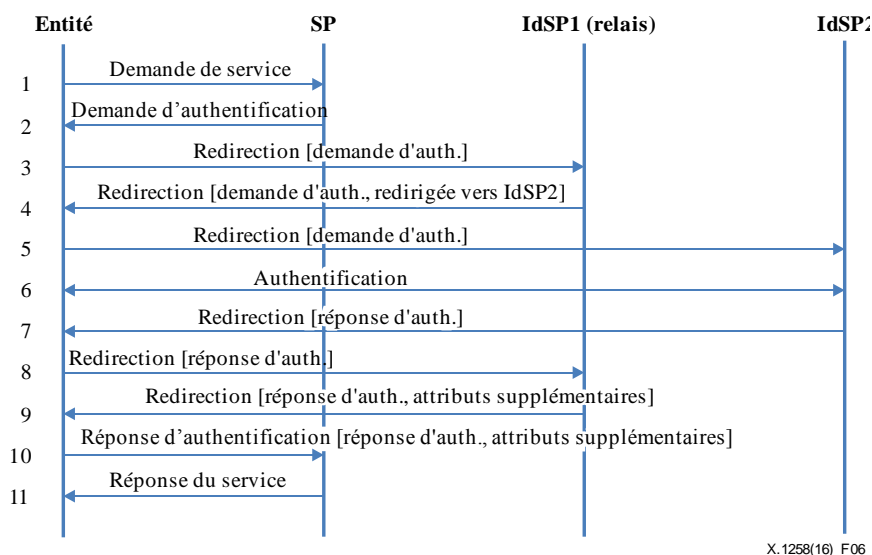 Entité SP IdSP1 (relais) IdSP2
1 Demande de service
2 Demande d’authentification
3 Redirection [demande d'auth.]
4 Redirection [demande d'auth., redirigée vers IdSP2]
5 Redirection [demande d'auth.]
6 Authentification
7 Redirection [réponse d'auth.]
8 Redirection [réponse d'auth.]
9 Redirection [réponse d'auth., attributs supplémentaires]
10 Réponse d’authentification [réponse d'auth., attributs supplémentaires]
11 Réponse du service
X.1258(16)_F06